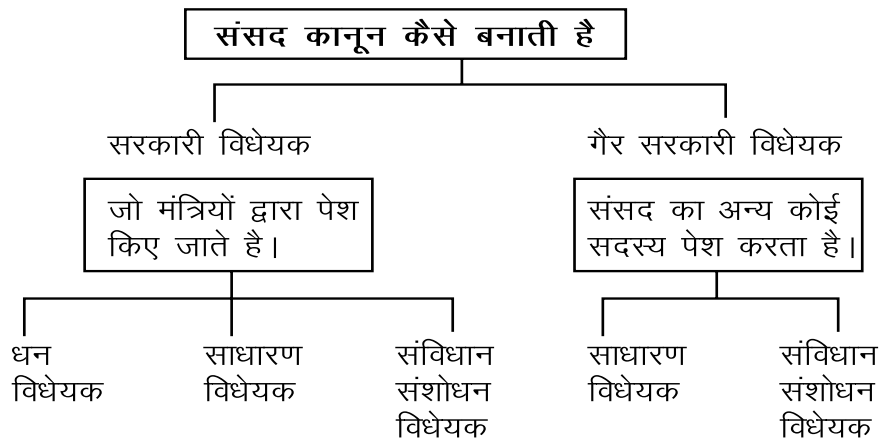 संसद कानून कैसे बनाती है
सरकारी विधेयक
गैर सरकारी विधेयक
जो मंत्रियों द्वारा पेश
किए जाते है।
संसद का अन्य कोई
सदस्य पेश करता है।
धन
विधेयक
साधारण
विधेयक
संविधान
संशोधन
विधेयक
साधारण
विधेयक
संविधान
संशोधन
विधेयक